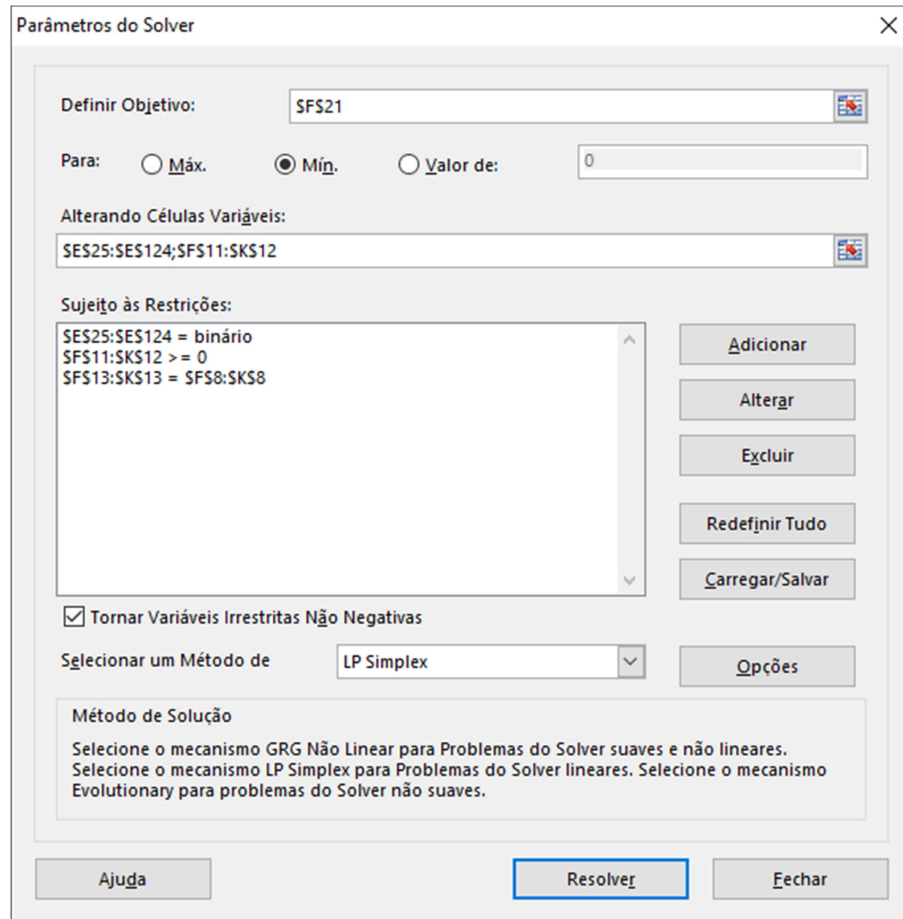 Parâmetros do Solver
Definir Objetivo:
$F$21
Para:
Máx.
Mín.
Valor de:
0
Alterando Células Variáveis:
$E$25:$E$124;$F$11:$K$12
Sujeito às Restrições:
$E$25:$E$124 = binário
$F$11:$K$12 >= 0
$F$13:$K$13 = $F$8:$K$8
Adicionar
Alterar
Excluir
Redefinir Tudo
Carregar/Salvar
Tornar Variáveis Irrestritas Não Negativas
Selecionar um Método de
LP Simplex
Opções
Método de Solução
Selecione o mecanismo GRG Não Linear para Problemas do Solver suaves e não lineares.
Selecione o mecanismo LP Simplex para Problemas do Solver lineares. Selecione o mecanismo
Evolutionary para problemas do Solver não suaves.
Ajuda
Resolver
Fechar